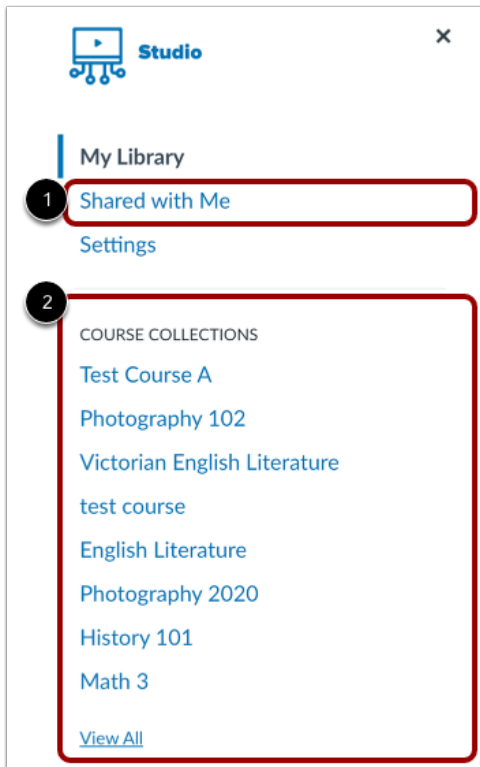 Studio
×
My Library
1
Shared with Me
Settings
2
COURSE COLLECTIONS
Test Course A
Photography 102
Victorian English Literature
test course
English Literature
Photography 2020
History 101
Math 3
View All